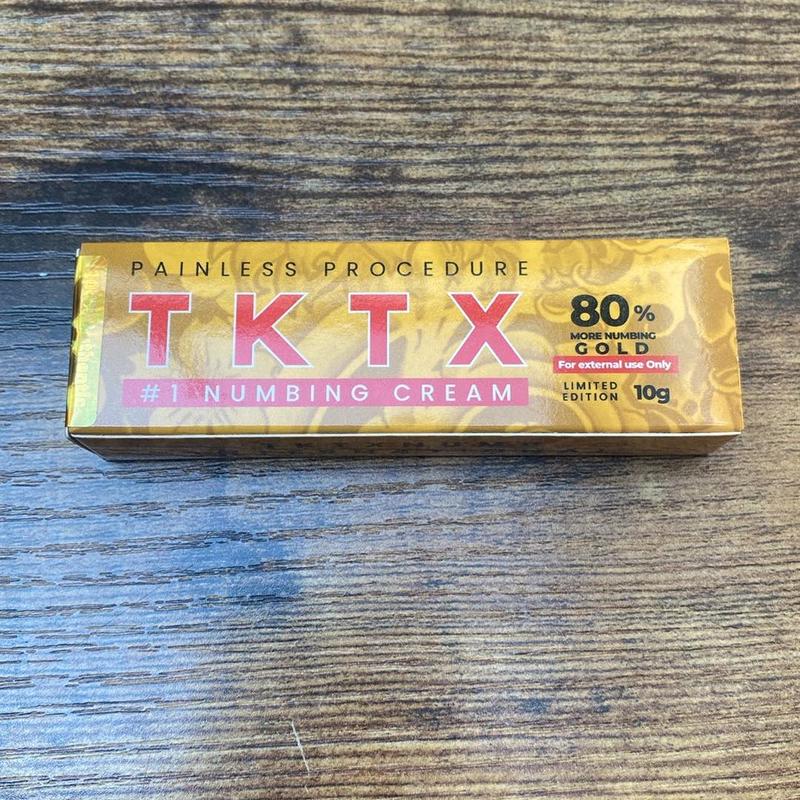 PAINLESS PROCEDURE
TKTX
#1 NUMBING CREAM
80%
MORE NUMBING
GOLD
For external use Only
LIMITED
EDITION
10g